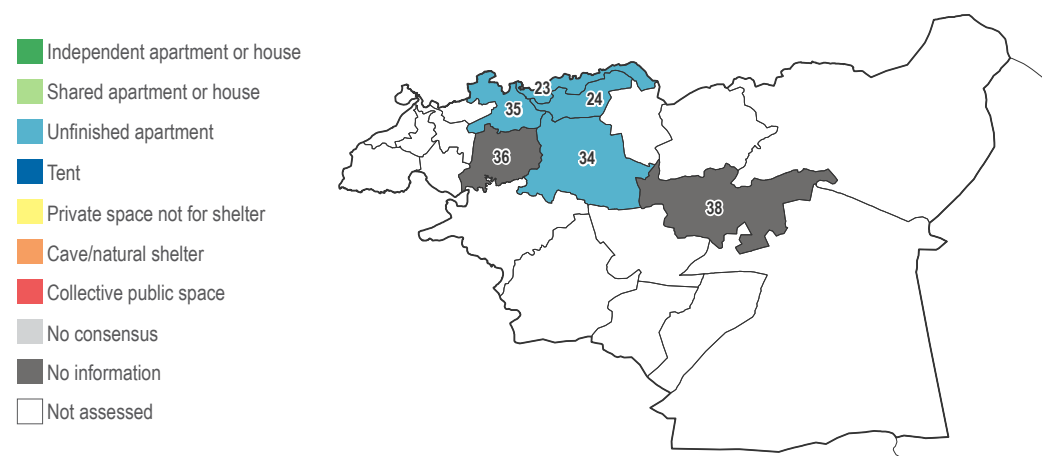 Independent apartment or house
Shared apartment or house
Unfinished apartment
Tent
Private space not for shelter
Cave/natural shelter
Collective public space
No consensus
No information
Not assessed
23
24
35
36
34
38